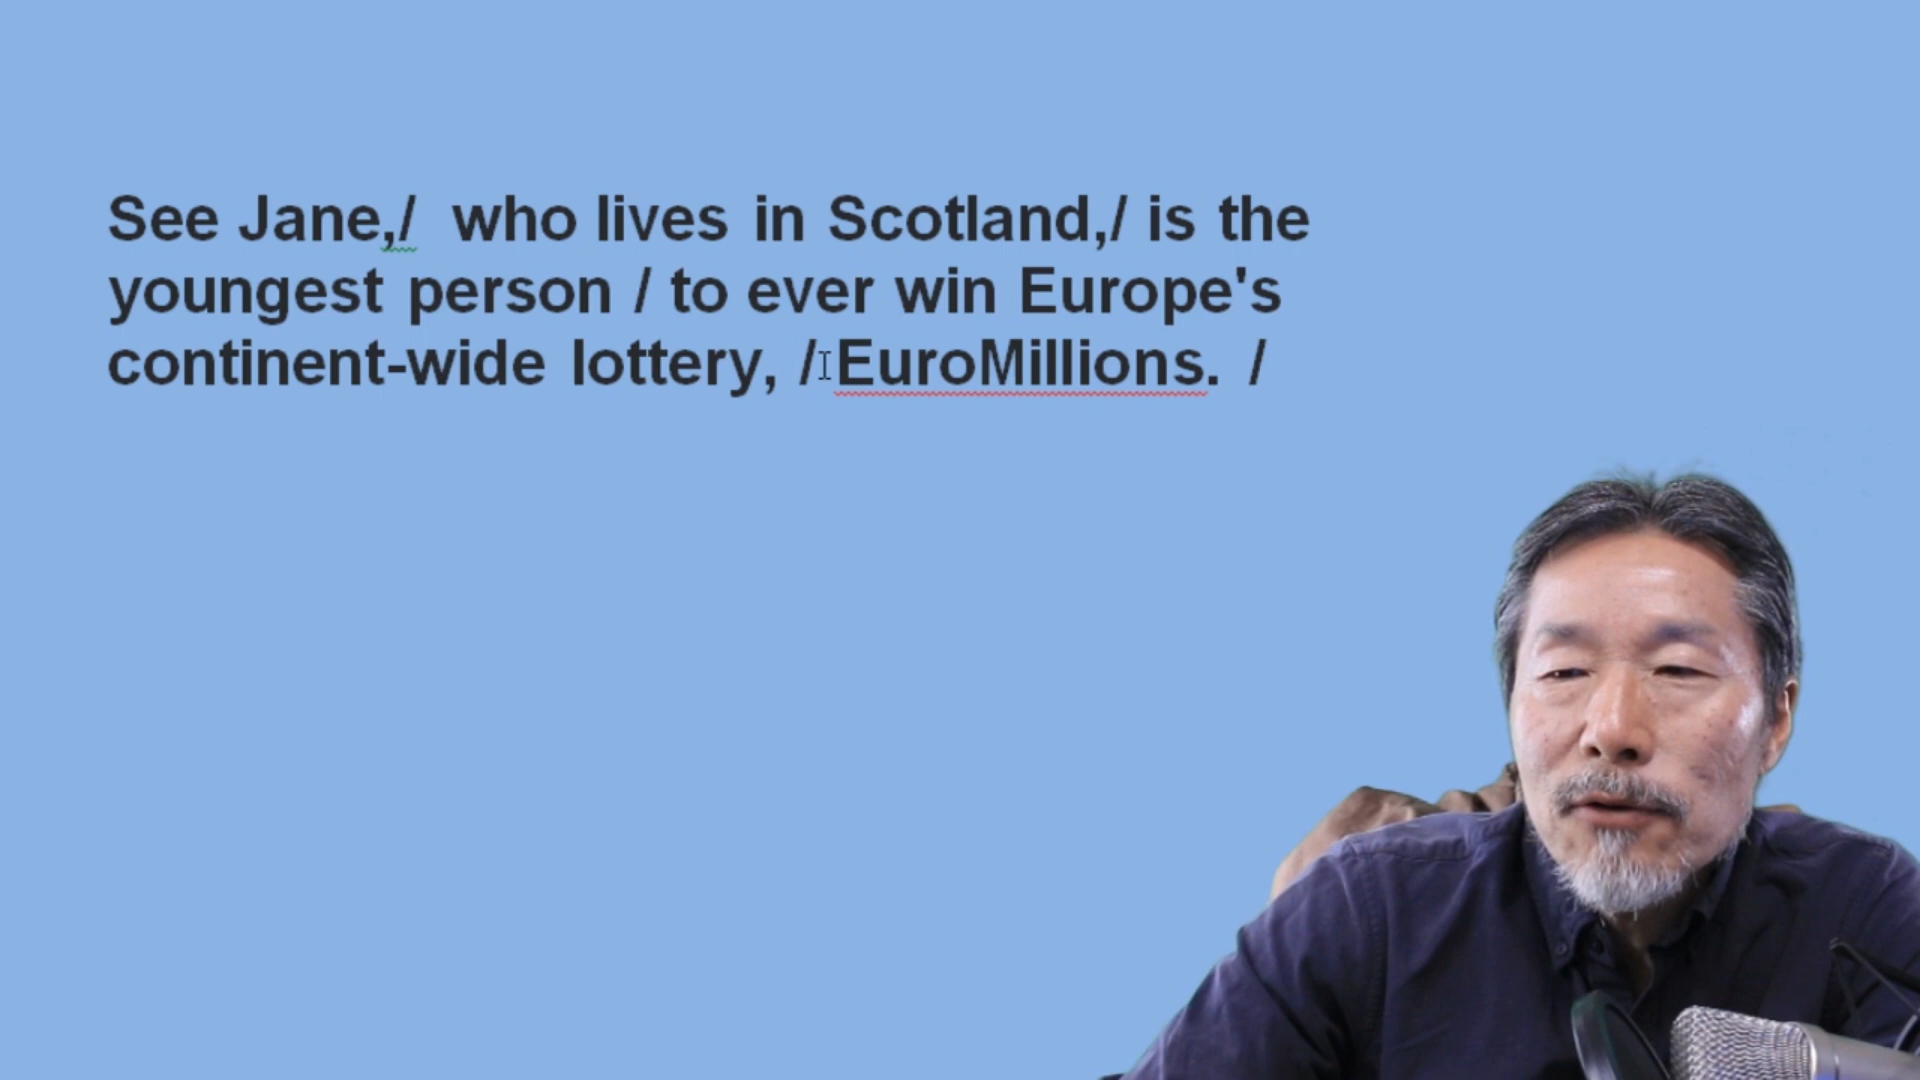 See Jane,/  who lives in Scotland,/ is the
youngest person / to ever win Europe's
continent-wide lottery, / EuroMillions. /